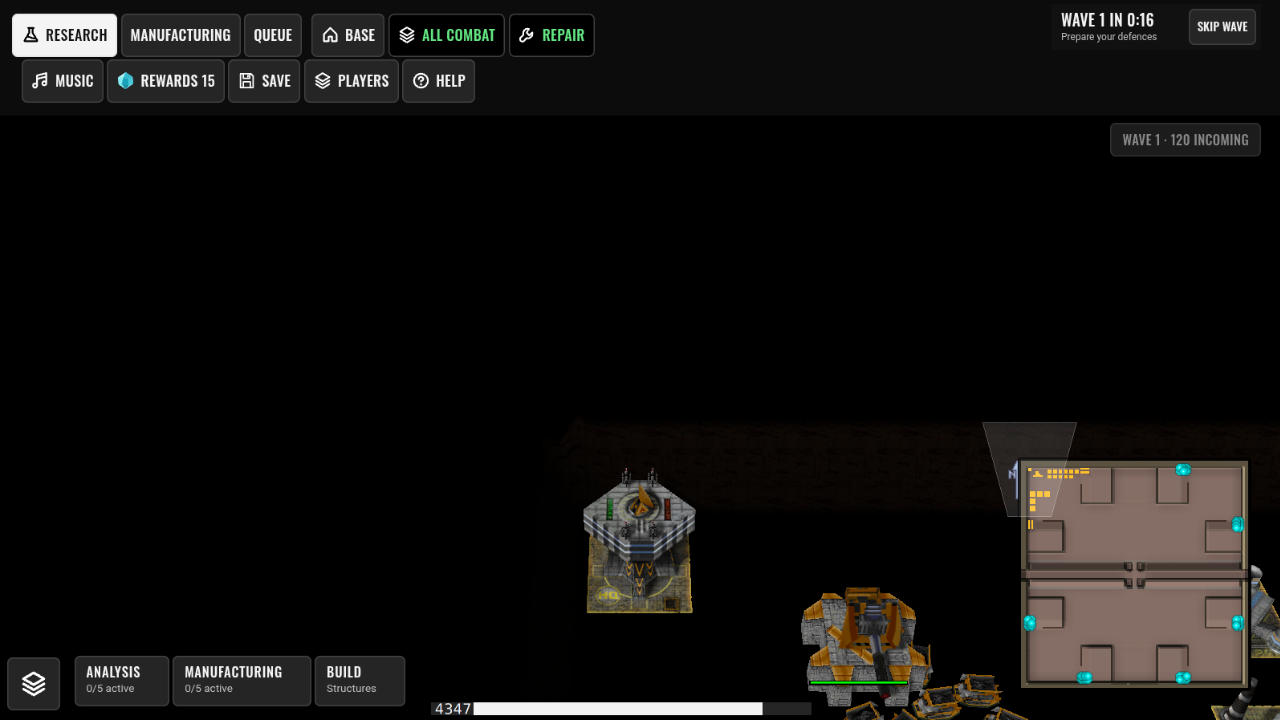 RESEARCH
MANUFACTURING
QUEUE
BASE
ALL COMBAT
REPAIR
WAVE 1 IN 0:16
Prepare your defences
SKIP WAVE
MUSIC
REWARDS 15
SAVE
PLAYERS
HELP
WAVE 1 · 120 INCOMING
N
HQ
ANALYSIS
0/5 active
MANUFACTURING
0/5 active
BUILD
Structures
4347